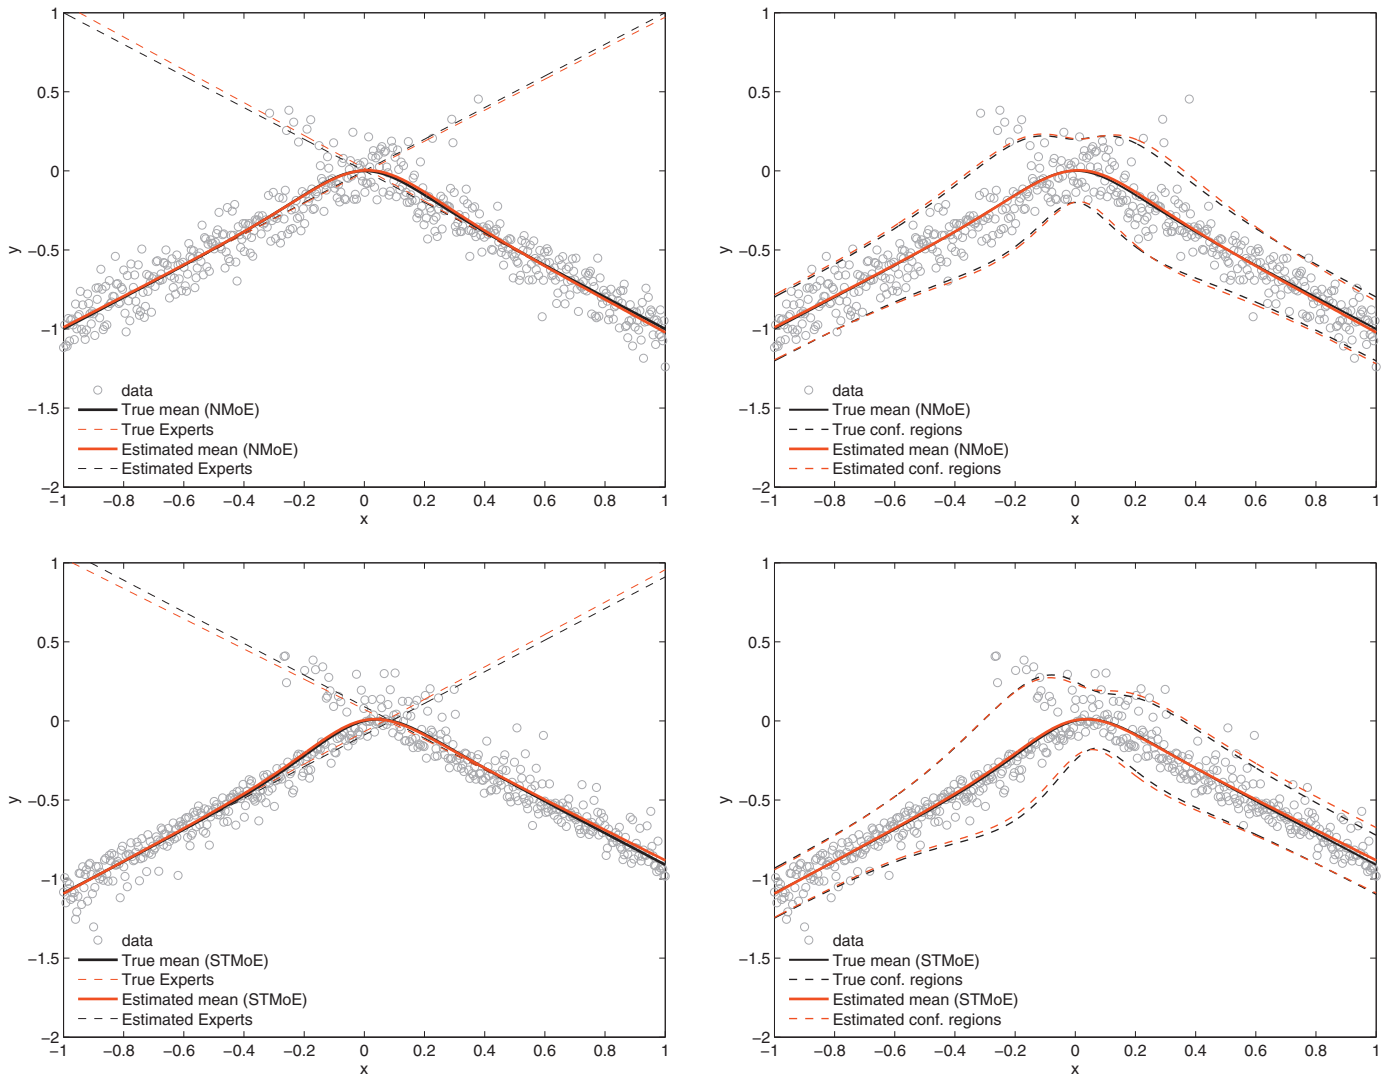 1
0.5
0
−0.5
−1
−1.5
−2
y
data
True mean (NMoE)
True Experts
Estimated mean (NMoE)
Estimated Experts
−1 −0.8 −0.6 −0.4 −0.2 0 0.2 0.4 0.6 0.8 1
x
1
0.5
0
−0.5
−1
−1.5
−2
y
data
True mean (NMoE)
True conf. regions
Estimated mean (NMoE)
Estimated conf. regions
−1 −0.8 −0.6 −0.4 −0.2 0 0.2 0.4 0.6 0.8 1
x
1
0.5
0
−0.5
−1
−1.5
−2
y
data
True mean (STMoE)
True Experts
Estimated mean (STMoE)
Estimated Experts
−1 −0.8 −0.6 −0.4 −0.2 0 0.2 0.4 0.6 0.8 1
x
1
0.5
0
−0.5
−1
−1.5
−2
y
data
True mean (STMoE)
True conf. regions
Estimated mean (STMoE)
Estimated conf. regions
−1 −0.8 −0.6 −0.4 −0.2 0 0.2 0.4 0.6 0.8 1
x